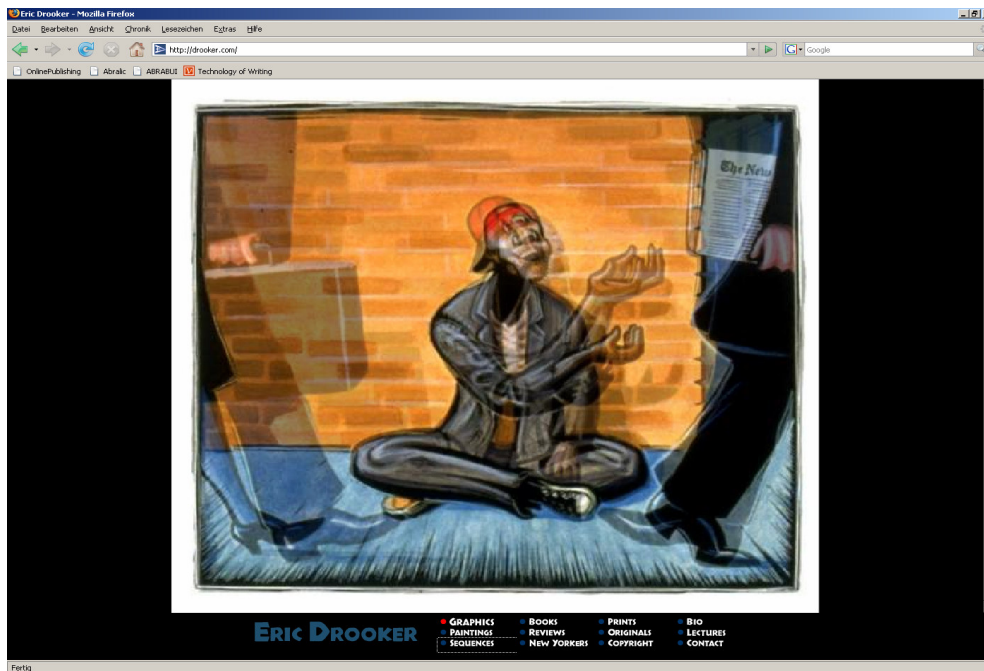 Eric Drooker - Mozilla Firefox
Datei Bearbeiten Ansicht Chronik Lesezeichen Extras Hilfe
http://drooker.com/
Google
OnlinePublishing Abralic ABRABUI Technology of Writing
The New
ERIC DROOKER
GRAPHICS BOOKS PRINTS BIO
PAINTINGS REVIEWS ORIGINALS LECTURES
SEQUENCES NEW YORKERS COPYRIGHT CONTACT
Fertig